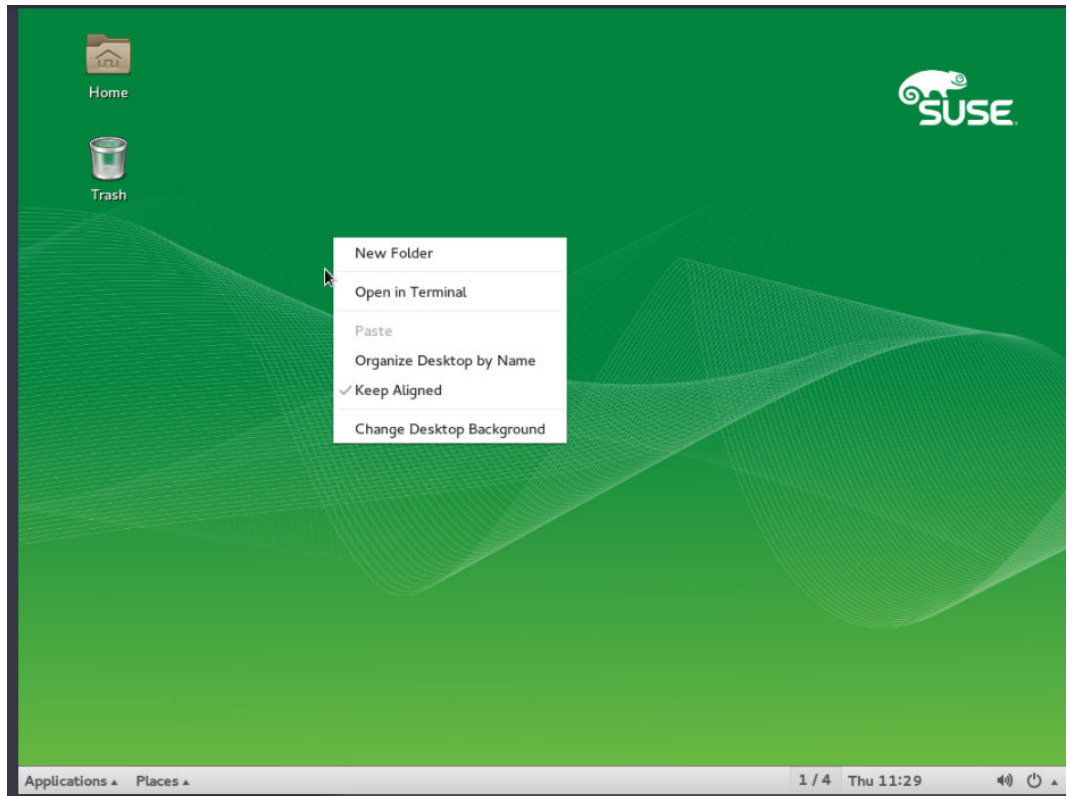 Home
SUSE
Trash
New Folder
Open in Terminal
Paste
Organize Desktop by Name
Keep Aligned
Change Desktop Background
Applications Places 1 / 4 Thu 11:29